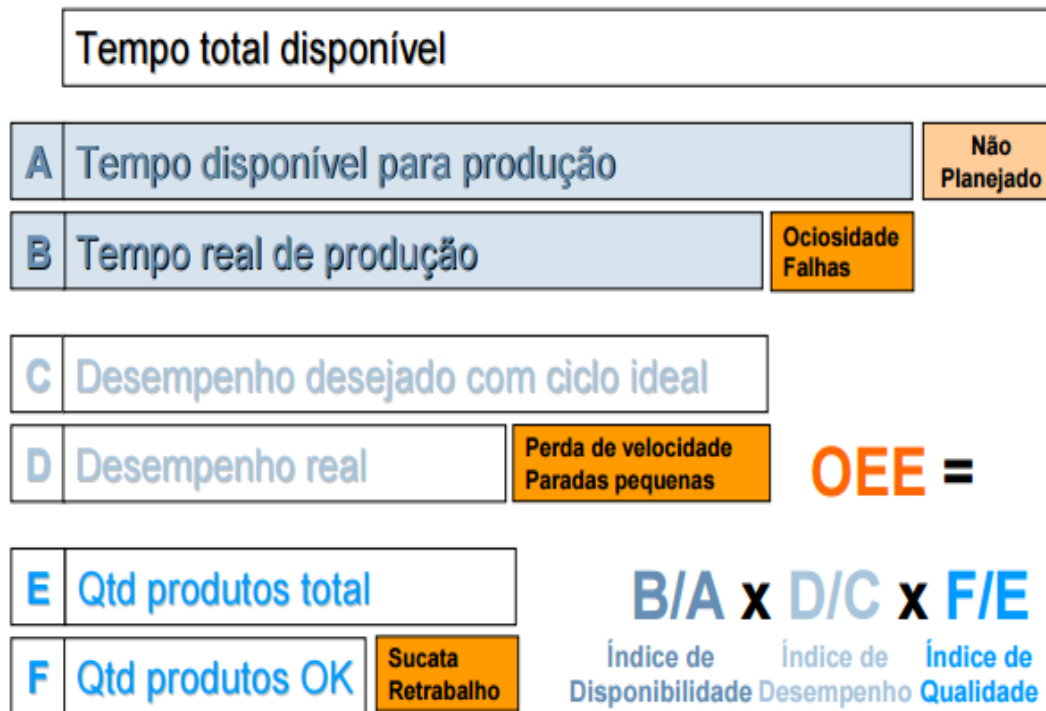 Tempo total disponível
A Tempo disponível para produção
Não
Planejado
B Tempo real de produção
Ociosidade
Falhas
C Desempenho desejado com ciclo ideal
D Desempenho real
Perda de velocidade
Paradas pequenas
OEE =
E Qtd produtos total
B/A x D/C x F/E
F Qtd produtos OK
Sucata
Retrabalho
Índice de
Disponibilidade
Índice de
Desempenho
Índice de
Qualidade